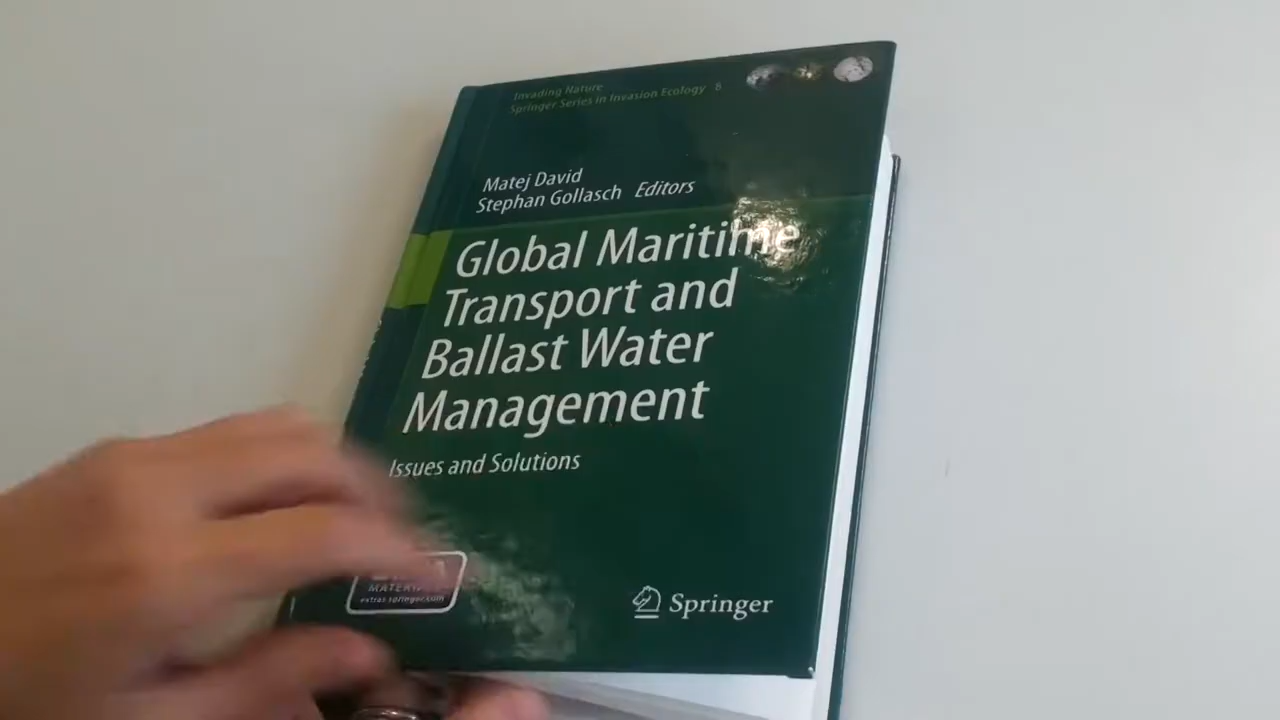 Invading Nature
Springer Series in Invasion Ecology 8
Matej David
Stephan Gollasch Editors
Global Maritime
Transport and
Ballast Water
Management
Issues and Solutions
extras.springer.com
Springer